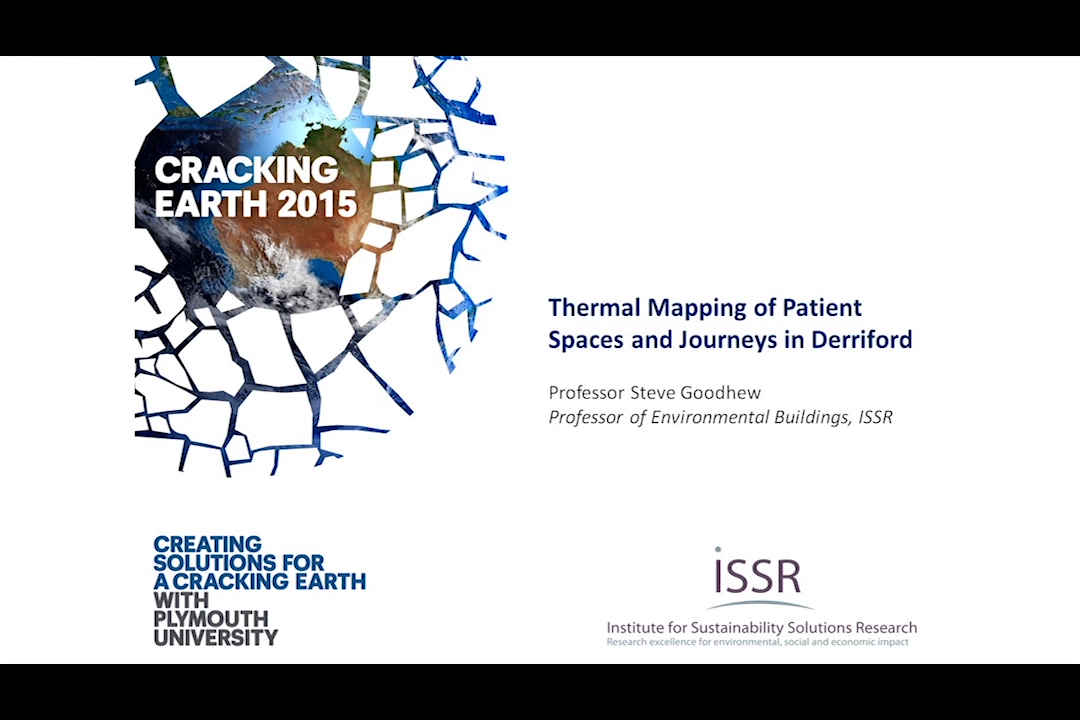 CRACKING
EARTH 2015
Thermal Mapping of Patient
Spaces and Journeys in Derriford
Professor Steve Goodhew
Professor of Environmental Buildings, ISSR
CREATING
SOLUTIONS FOR
A CRACKING EARTH
WITH
PLYMOUTH
UNIVERSITY
iSSR
Institute for Sustainability Solutions Research
Research excellence for environmental, social and economic impact